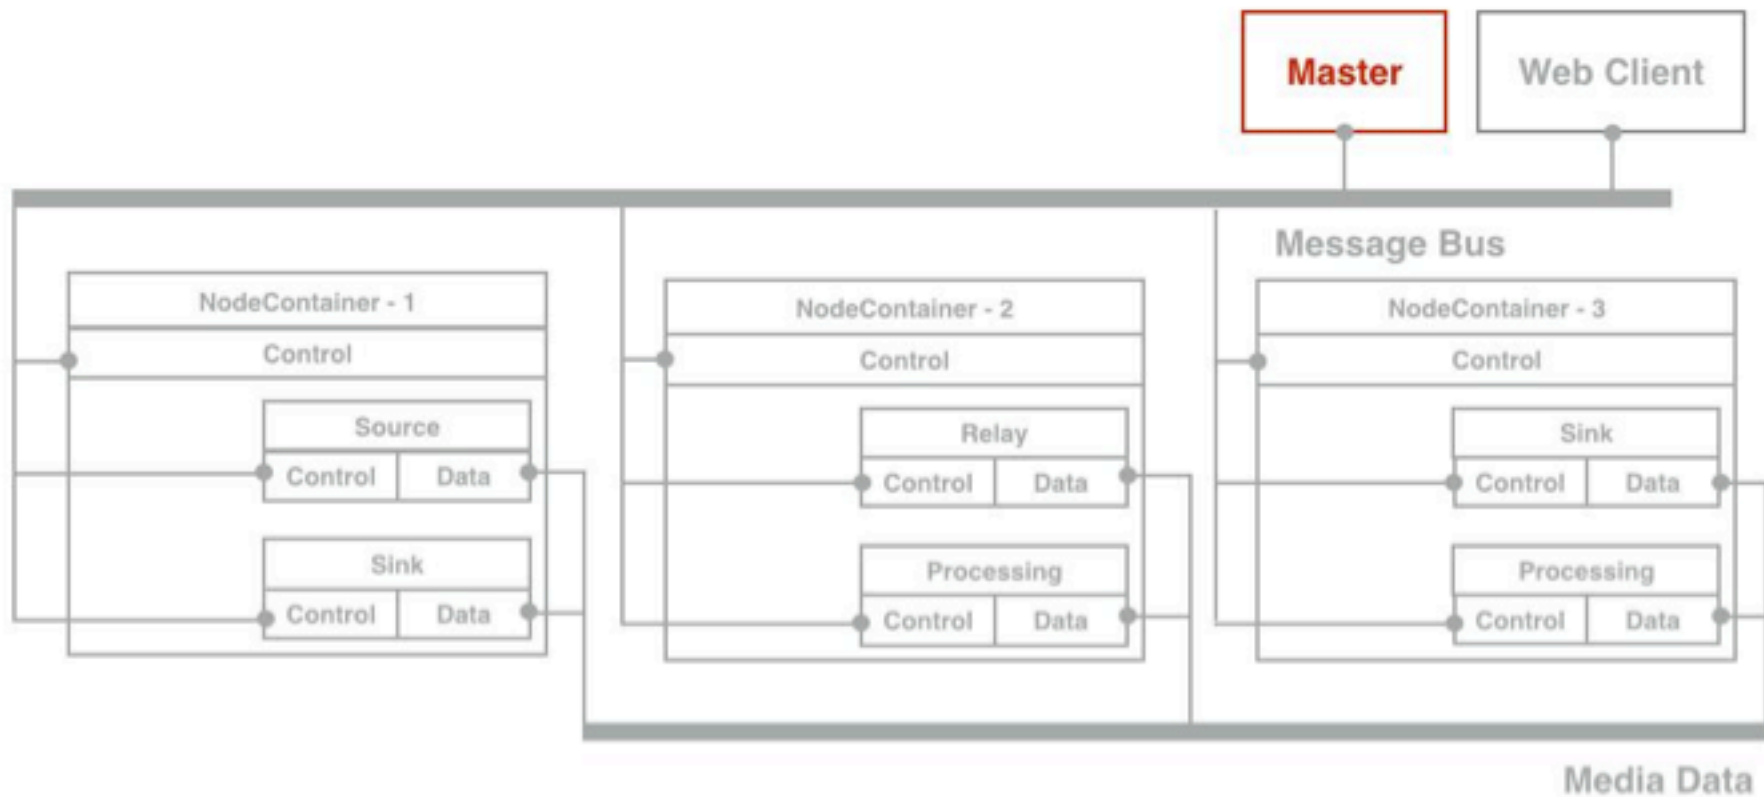 Master
Web Client
Message Bus
NodeContainer - 1
Control
Source
Control Data
Sink
Control Data
NodeContainer - 2
Control
Relay
Control Data
Processing
Control Data
NodeContainer - 3
Control
Sink
Control Data
Processing
Control Data
Media Data